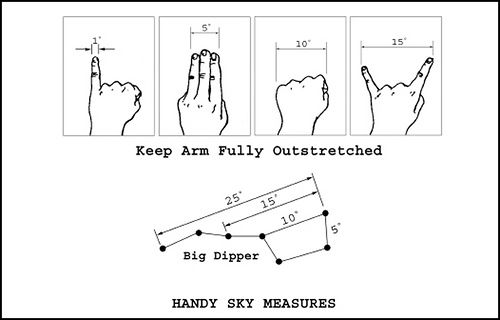 1° 5° 10° 15°
Keep Arm Fully Outstretched
25°
15°
10°
5°
Big Dipper
HANDY SKY MEASURES